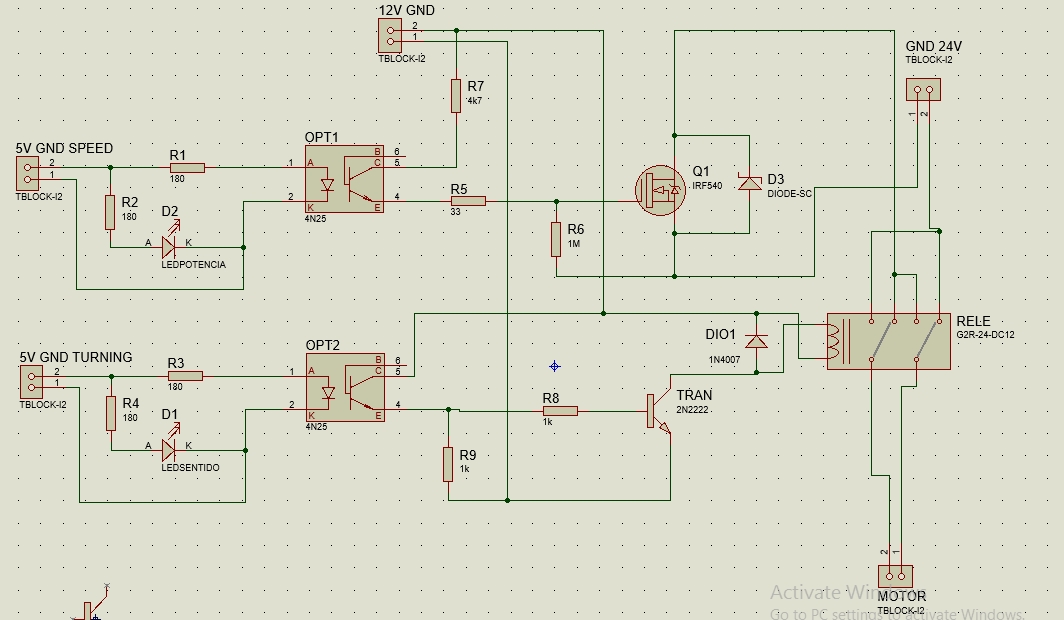 12V GND
2
1
TBLOCK-I2
R7
4k7
GND 24V
TBLOCK-I2
1
2
5V GND SPEED
2
1
TBLOCK-I2
R1
180
R2
180
D2
A
K
LEDPOTENCIA
OPT1
1
A
2
K
B
6
C
5
4
E
4N25
R5
33
R6
1M
Q1
IRF540
D3
DIODE-SC
5V GND TURNING
2
1
TBLOCK-I2
R3
180
R4
180
D1
A
K
LEDSENTIDO
OPT2
1
A
2
K
B
6
C
5
4
E
4N25
R9
1k
R8
1k
DIO1
1N4007
TRAN
2N2222
RELE
G2R-24-DC12
2
1
MOTOR
TBLOCK-I2
Activate Windows
Go to PC settings to activate Windows.